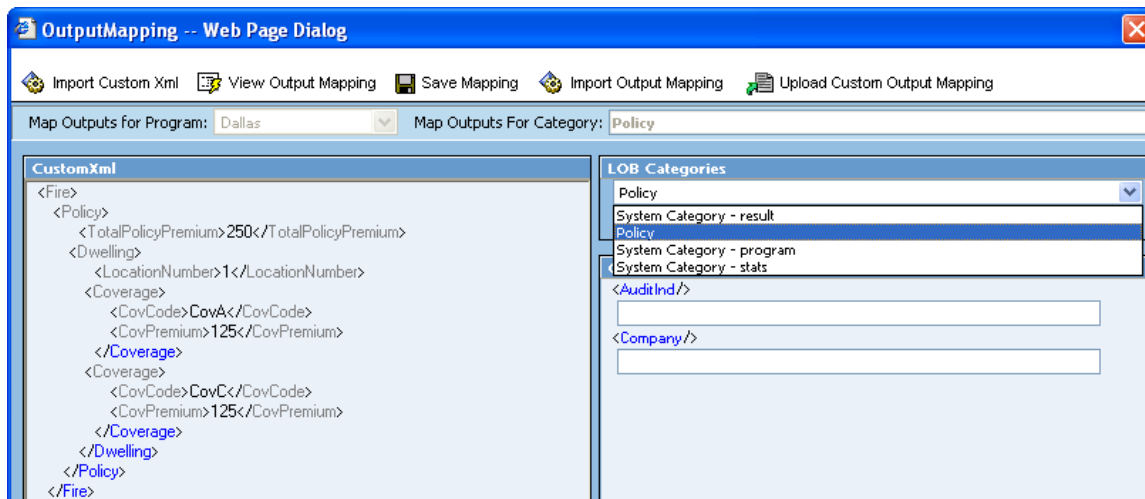 OutputMapping -- Web Page Dialog
Import Custom Xml View Output Mapping Save Mapping Import Output Mapping Upload Custom Output Mapping
Map Outputs for Program: Dallas Map Outputs For Category: Policy
CustomXml
<Fire>
<Policy>
<TotalPolicyPremium>250</TotalPolicyPremium>
<Dwelling>
<LocationNumber>1</LocationNumber>
<Coverage>
<CovCode>CovA</CovCode>
<CovPremium>125</CovPremium>
</Coverage>
<Coverage>
<CovCode>CovC</CovCode>
<CovPremium>125</CovPremium>
</Coverage>
</Dwelling>
</Policy>
</Fire>
LOB Categories
Policy
System Category - result
Policy
System Category - program
System Category - stats
<AuditInd/>
<Company/>